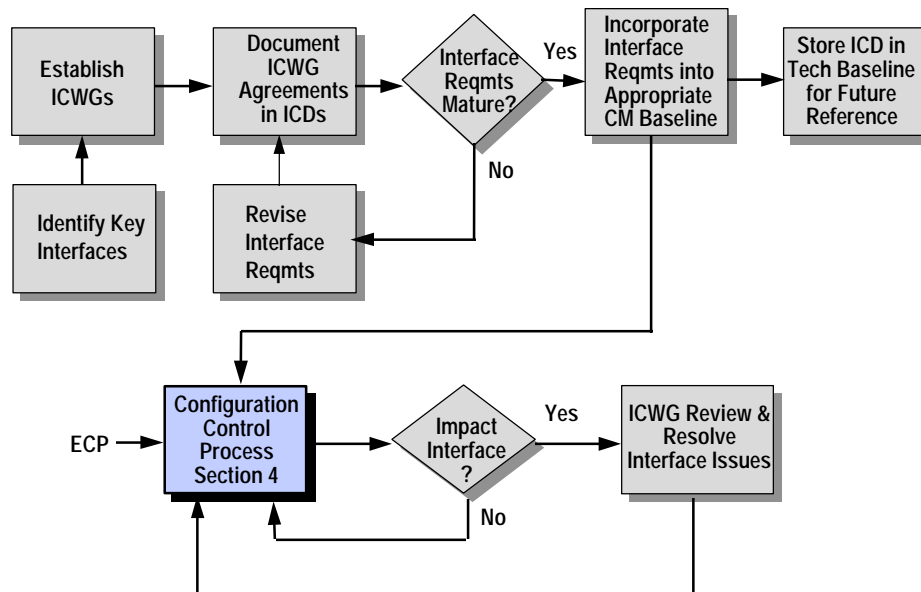 Establish
ICWGs
Document
ICWG
Agreements
in ICDs
Interface
Reqmts
Mature?
Yes
Incorporate
Interface
Reqmts into
Appropriate
CM Baseline
Store ICD in
Tech Baseline
for Future
Reference
No
Identify Key
Interfaces
Revise
Interface
Reqmts
ECP
Configuration
Control
Process
Section 4
Impact
Interface
?
Yes
No
ICWG Review &
Resolve
Interface Issues